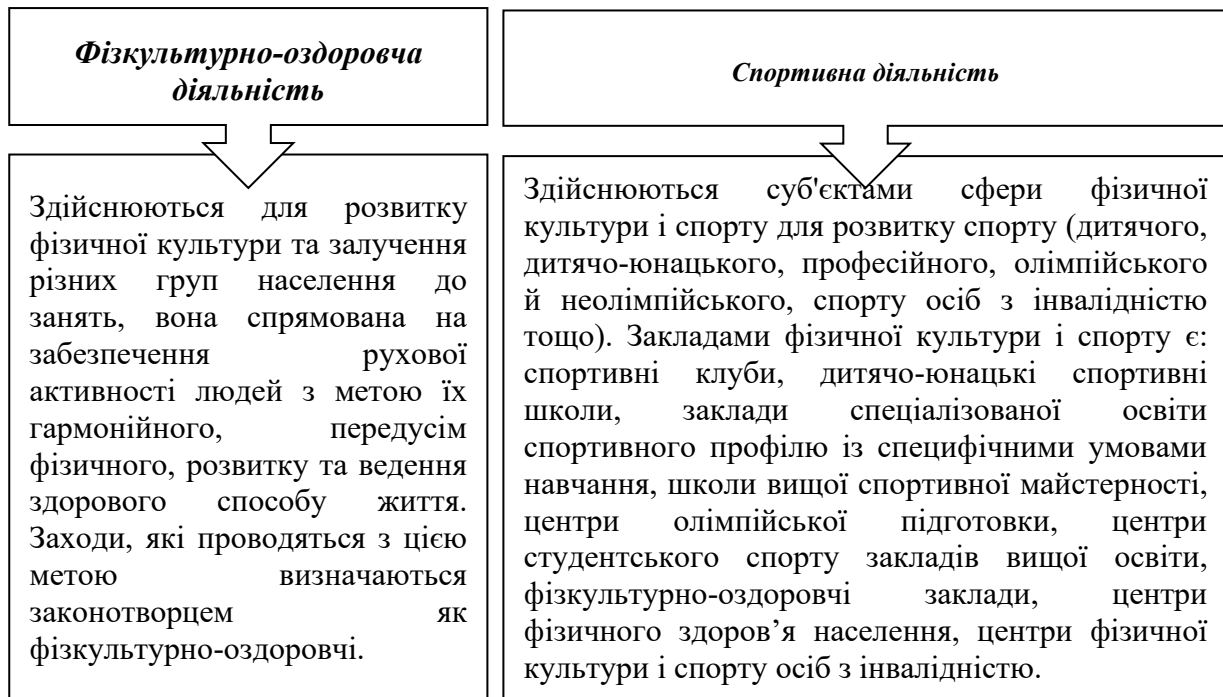 Фізкультурно-оздоровча
діяльність
Здійснюються для розвитку
фізичної культури та залучення
різних груп населення до
занять, вона спрямована на
забезпечення рухової
активності людей з метою їх
гармонійного, передусім
фізичного, розвитку та ведення
здорового способу життя.
Заходи, які проводяться з цією
метою визначаються
законотворцем як
фізкультурно-оздоровчі.
Спортивна діяльність
Здійснюються суб'єктами сфери фізичної
культури і спорту для розвитку спорту (дитячого,
дитячо-юнацького, професійного, олімпійського
й неолімпійського, спорту осіб з інвалідністю
тощо). Закладами фізичної культури і спорту є:
спортивні клуби, дитячо-юнацькі спортивні
школи, заклади спеціалізованої освіти
спортивного профілю із специфічними умовами
навчання, школи вищої спортивної майстерності,
центри олімпійської підготовки, центри
студентського спорту закладів вищої освіти,
фізкультурно-оздоровчі заклади, центри
фізичного здоров’я населення, центри фізичної
культури і спорту осіб з інвалідністю.